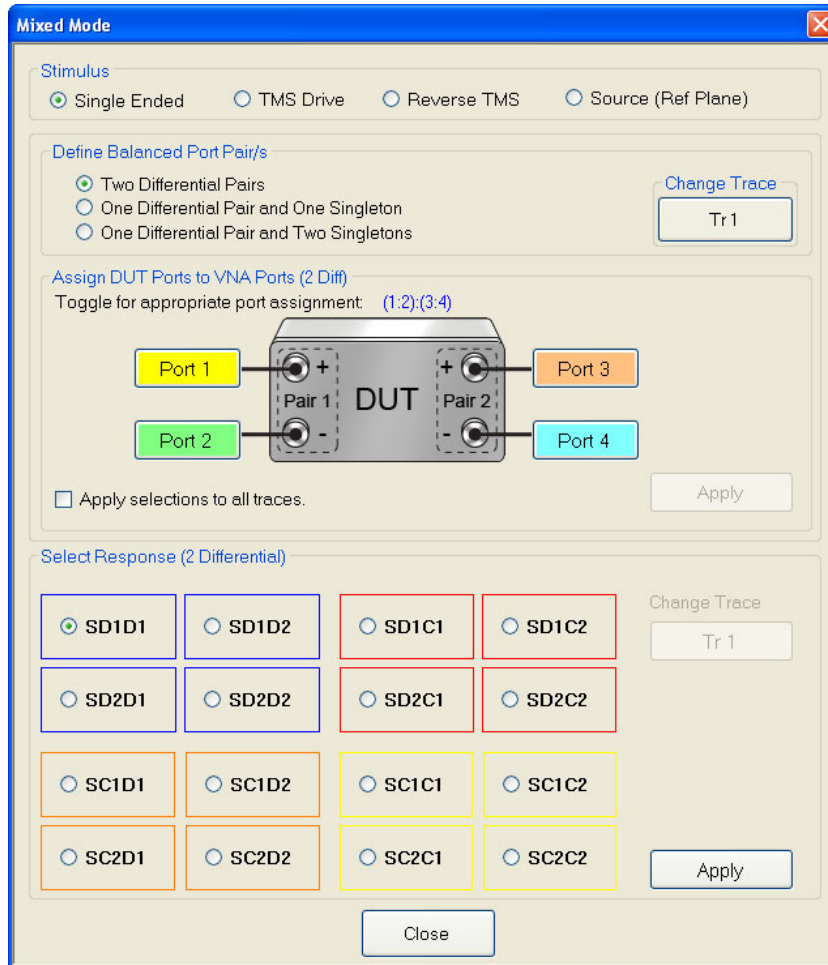 Mixed Mode
Stimulus
Single Ended TMS Drive Reverse TMS Source (Ref Plane)
Define Balanced Port Pair/s
Two Differential Pairs
One Differential Pair and One Singleton
One Differential Pair and Two Singletons
Change Trace
Tr 1
Assign DUT Ports to VNA Ports (2 Diff)
Toggle for appropriate port assignment: (1:2):(3:4)
Port 1 + + Port 3
Pair 1 DUT Pair 2
Port 2 - - Port 4
Apply selections to all traces.
Apply
Select Response (2 Differential)
SD1D1 SD1D2 SD1C1 SD1C2
Change Trace
Tr 1
SD2D1 SD2D2 SD2C1 SD2C2
SC1D1 SC1D2 SC1C1 SC1C2
SC2D1 SC2D2 SC2C1 SC2C2
Apply
Close